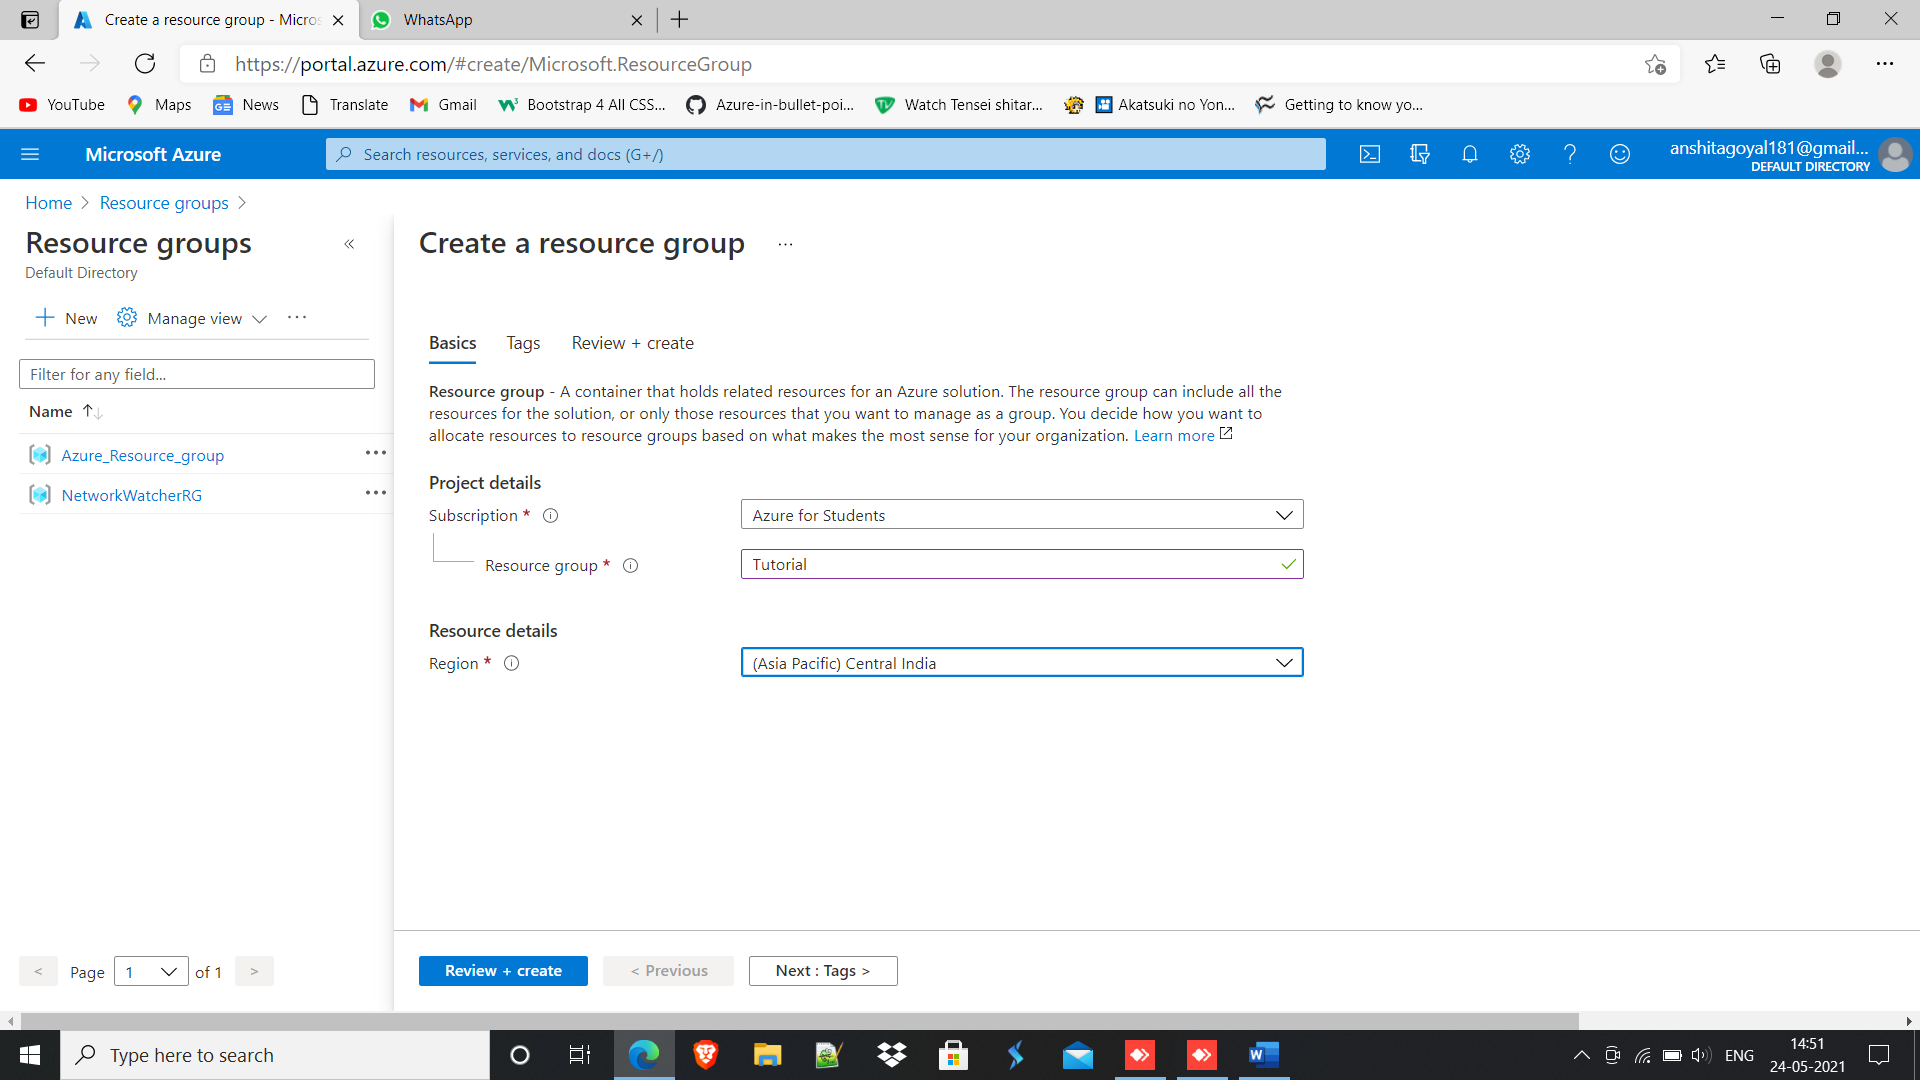 Create a resource group - Micros
WhatsApp
https://portal.azure.com/#create/Microsoft.ResourceGroup
YouTube
Maps
News
Translate
Gmail
Bootstrap 4 All CSS...
Azure-in-bullet-poi...
Watch Tensei shitar...
Akatsuki no Yon...
Getting to know yo...
Microsoft Azure
Search resources, services, and docs (G+/)
anshitagoyal181@gmail....
DEFAULT DIRECTORY
Home > Resource groups >
Resource groups
Default Directory
New
Manage view
Filter for any field...
Name
Azure_Resource_group
NetworkWatcherRG
Page 1 of 1
Create a resource group
Basics
Tags
Review + create
Resource group - A container that holds related resources for an Azure solution. The resource group can include all the
resources for the solution, or only those resources that you want to manage as a group. You decide how you want to
allocate resources to resource groups based on what makes the most sense for your organization. Learn more
Project details
Subscription * Azure for Students
Resource group * Tutorial
Resource details
Region * (Asia Pacific) Central India
Review + create
< Previous
Next : Tags >
Type here to search
ENG
14:51
24-05-2021